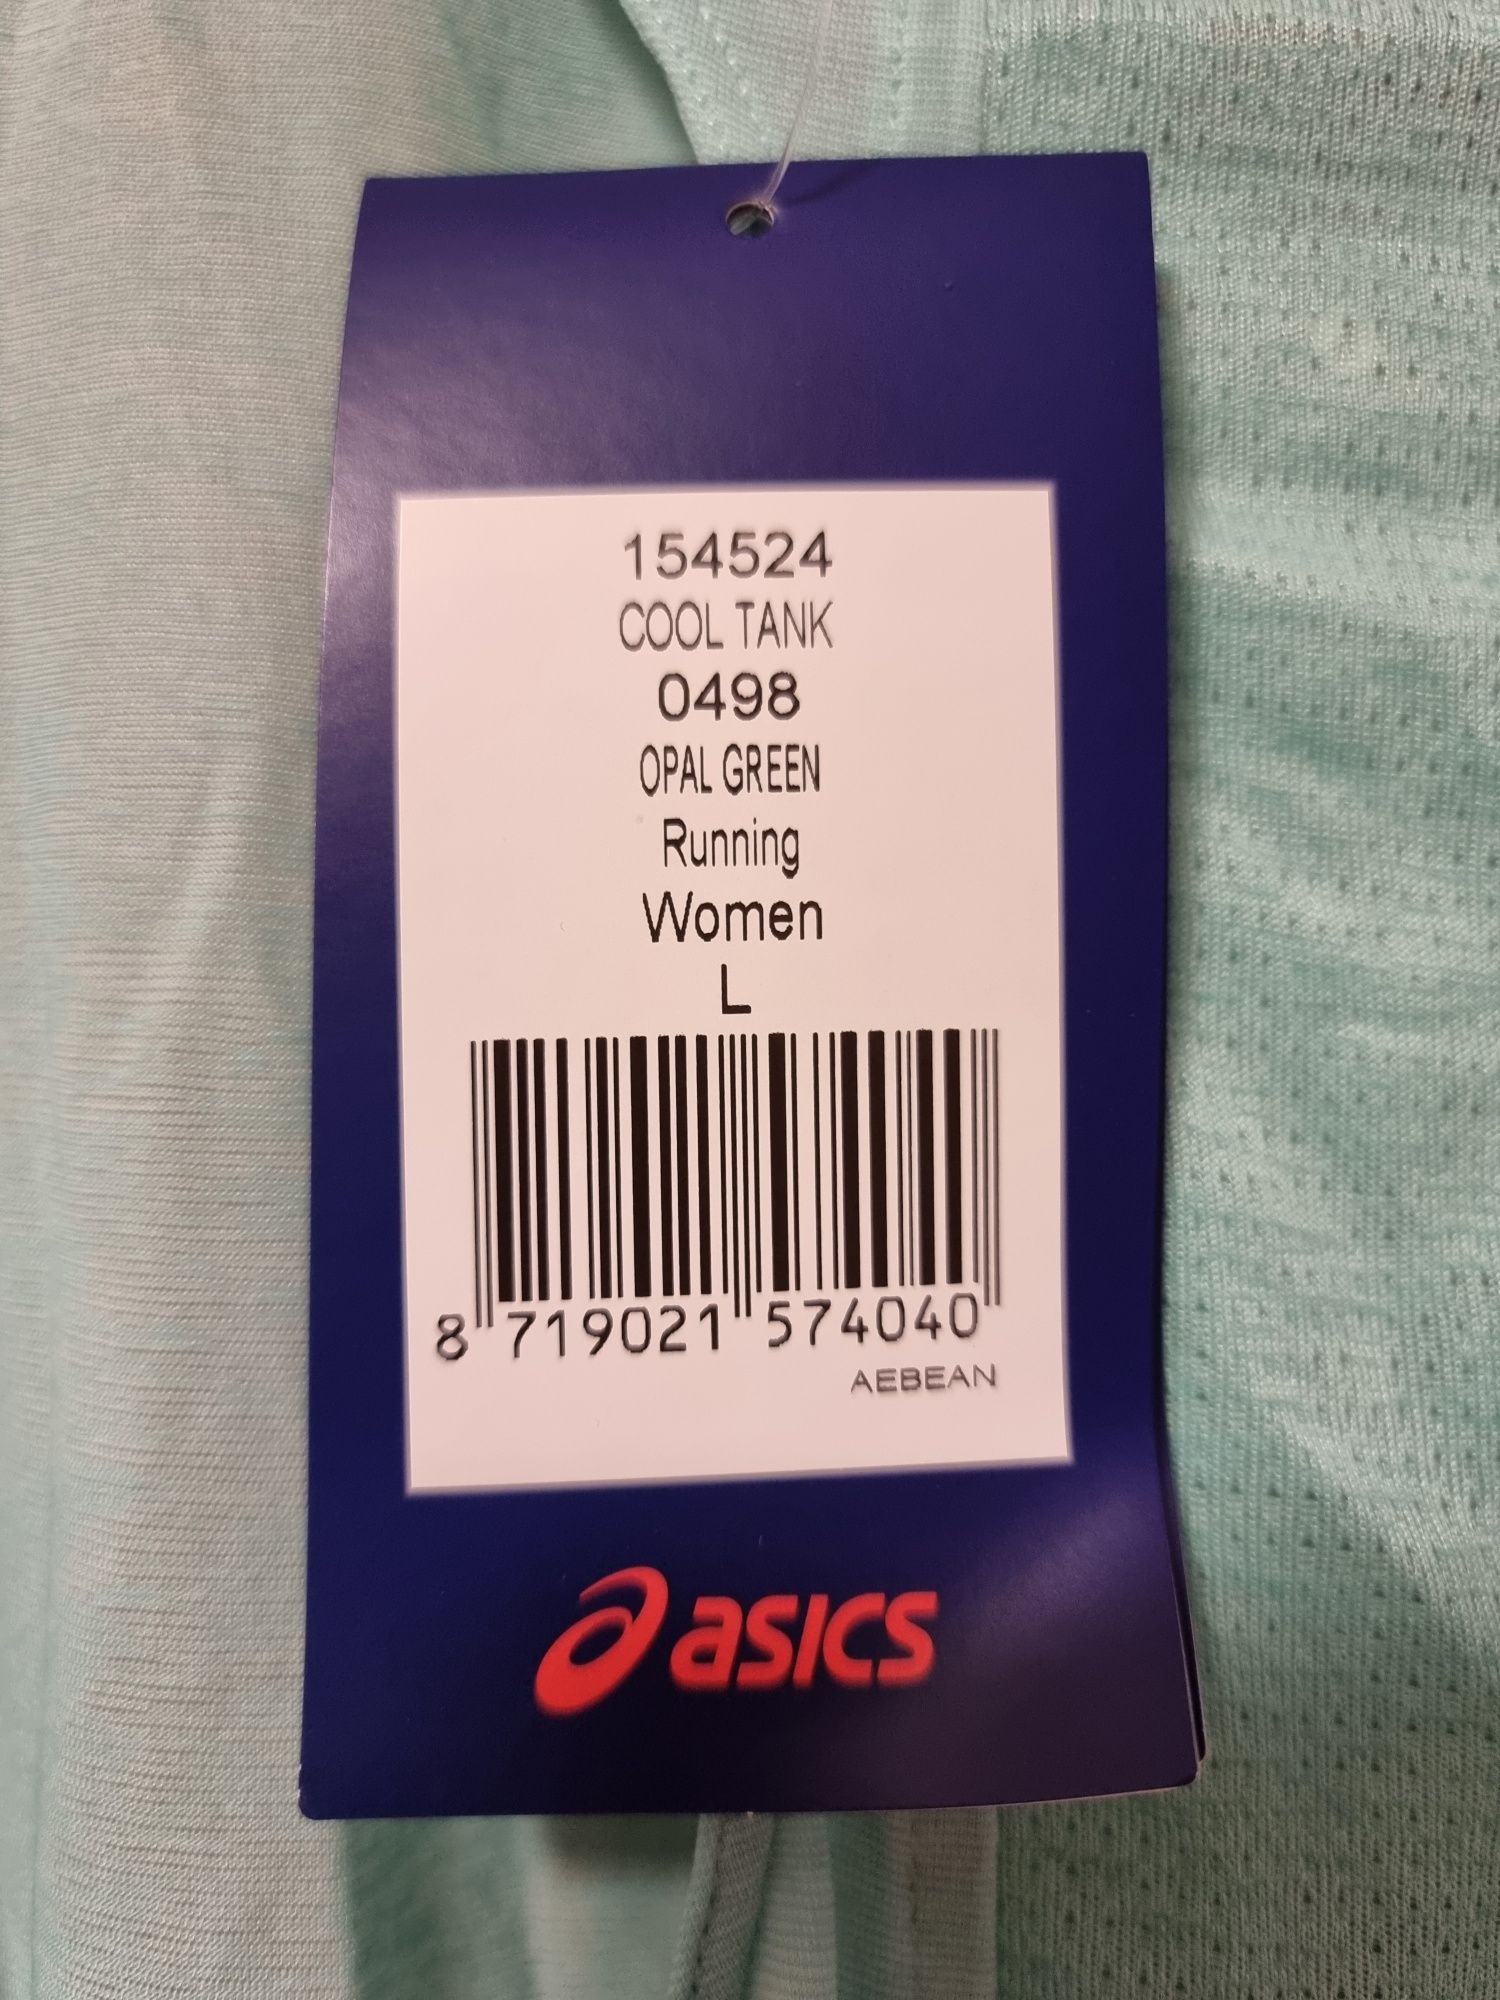 154524
COOL TANK
0498
OPAL GREEN
Running
Women
L
8 719021 574040
AEBEAN
asics